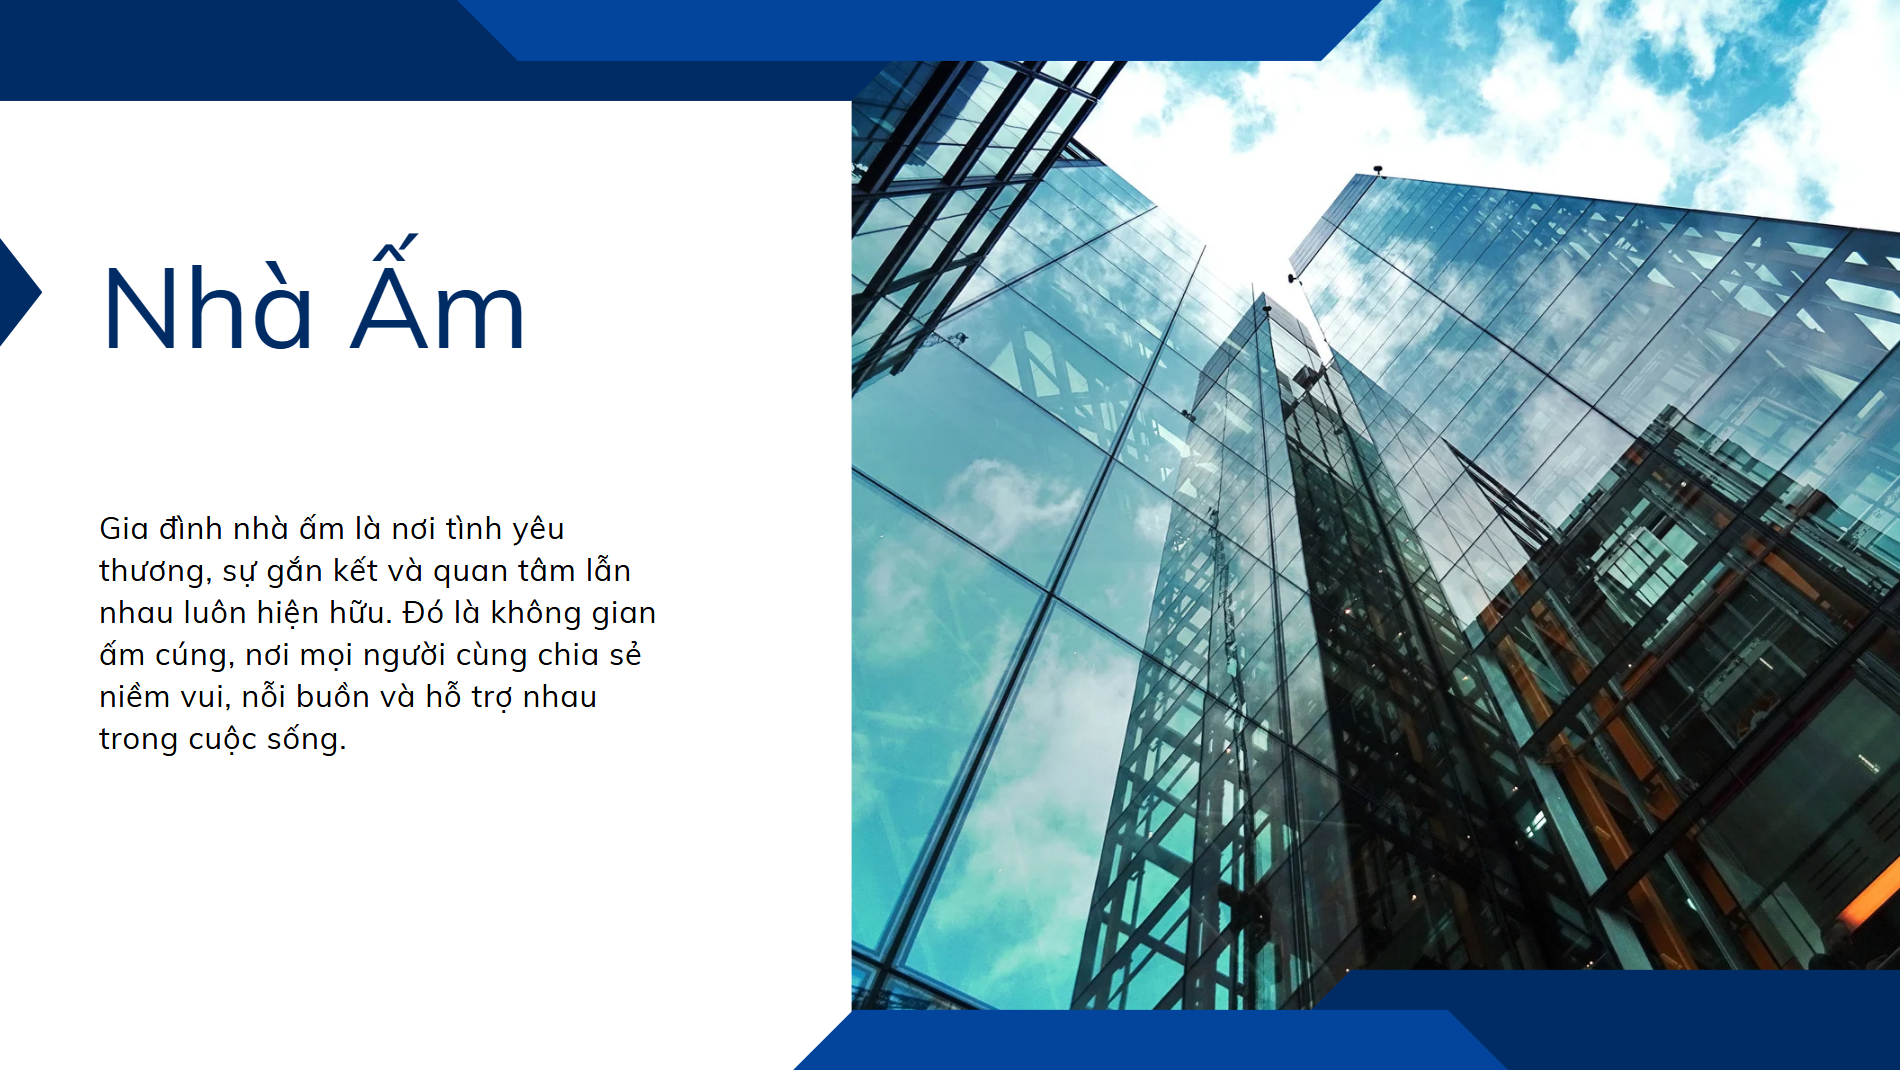 Nhà Ấm
Gia đình nhà ấm là nơi tình yêu
thương, sự gắn kết và quan tâm lẫn
nhau luôn hiện hữu. Đó là không gian
ấm cúng, nơi mọi người cùng chia sẻ
niềm vui, nỗi buồn và hỗ trợ nhau
trong cuộc sống.